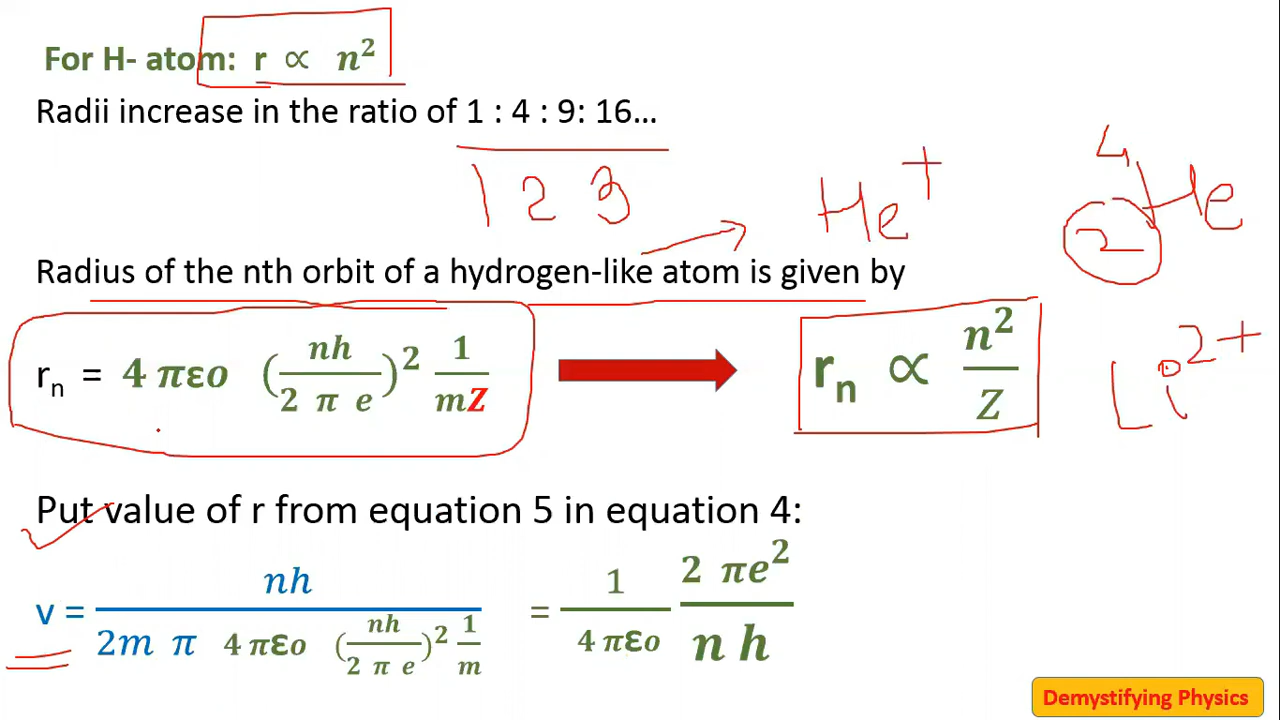 For H- atom: r ∝ n²
Radii increase in the ratio of 1 : 4 : 9: 16...
1 2 3
He⁺
⁴₂He
Radius of the nth orbit of a hydrogen-like atom is given by
rₙ = 4 πεo (nh / 2 π e)² 1 / mZ
rₙ ∝ n² / Z
Li²⁺
Put value of r from equation 5 in equation 4:
v = nh / 2m π 4 πεo (nh / 2 π e)² 1 / m = 1 / 4 πεo 2 πe² / n h
Demystifying Physics